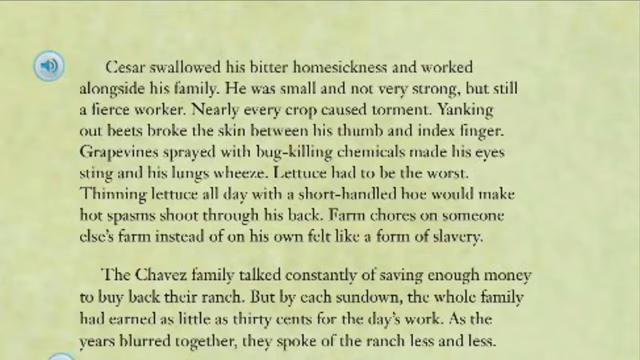 Cesar swallowed his bitter homesickness and worked
alongside his family. He was small and not very strong, but still
a fierce worker. Nearly every crop caused torment. Yanking
out beets broke the skin between his thumb and index finger.
Grapevines sprayed with bug-killing chemicals made his eyes
sting and his lungs wheeze. Lettuce had to be the worst.
Thinning lettuce all day with a short-handled hoe would make
hot spasms shoot through his back. Farm chores on someone
else's farm instead of on his own felt like a form of slavery.
The Chavez family talked constantly of saving enough money
to buy back their ranch. But by each sundown, the whole family
had earned as little as thirty cents for the day's work. As the
years blurred together, they spoke of the ranch less and less.